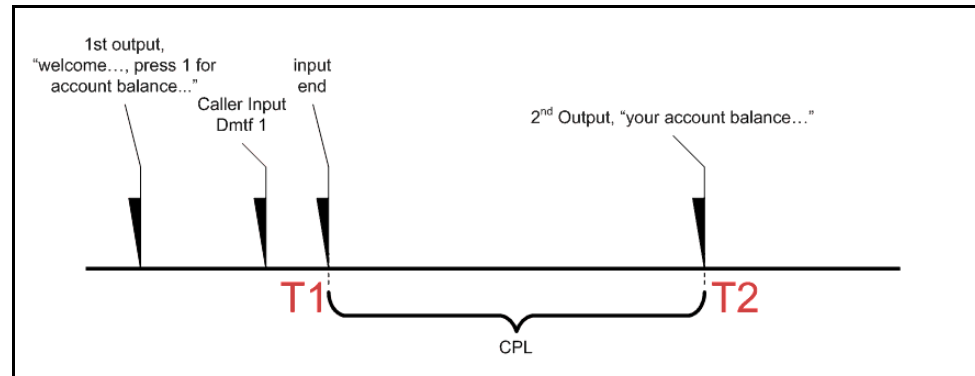 1st output,
“welcome…, press 1 for
account balance...”
Caller Input
Dmtf 1
input
end
2nd Output, “your account balance…”
T1
T2
CPL